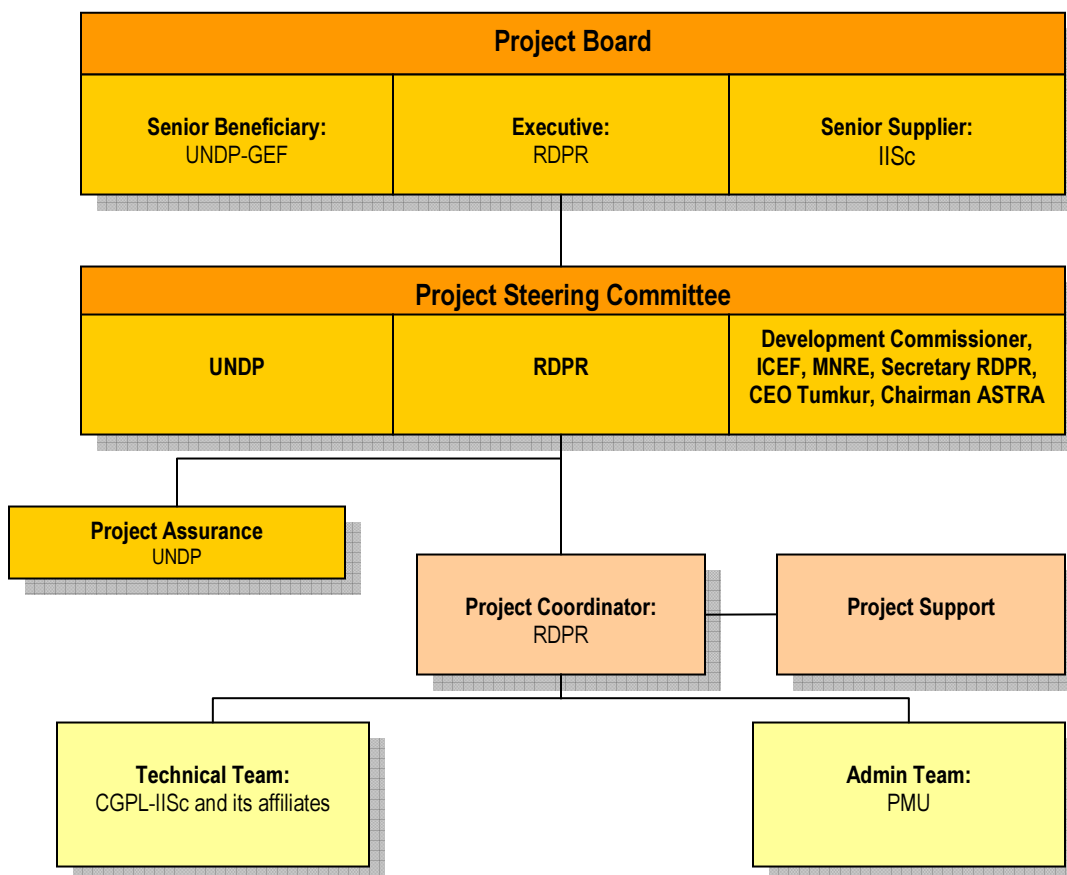 Project Board
Senior Beneficiary:
UNDP-GEF
Executive:
RDPR
Senior Supplier:
IISc
Project Steering Committee
UNDP
RDPR
Development Commissioner,
ICEF, MNRE, Secretary RDPR,
CEO Tumkur, Chairman ASTRA
Project Assurance
UNDP
Project Coordinator:
RDPR
Project Support
Technical Team:
CGPL-IISc and its affiliates
Admin Team:
PMU